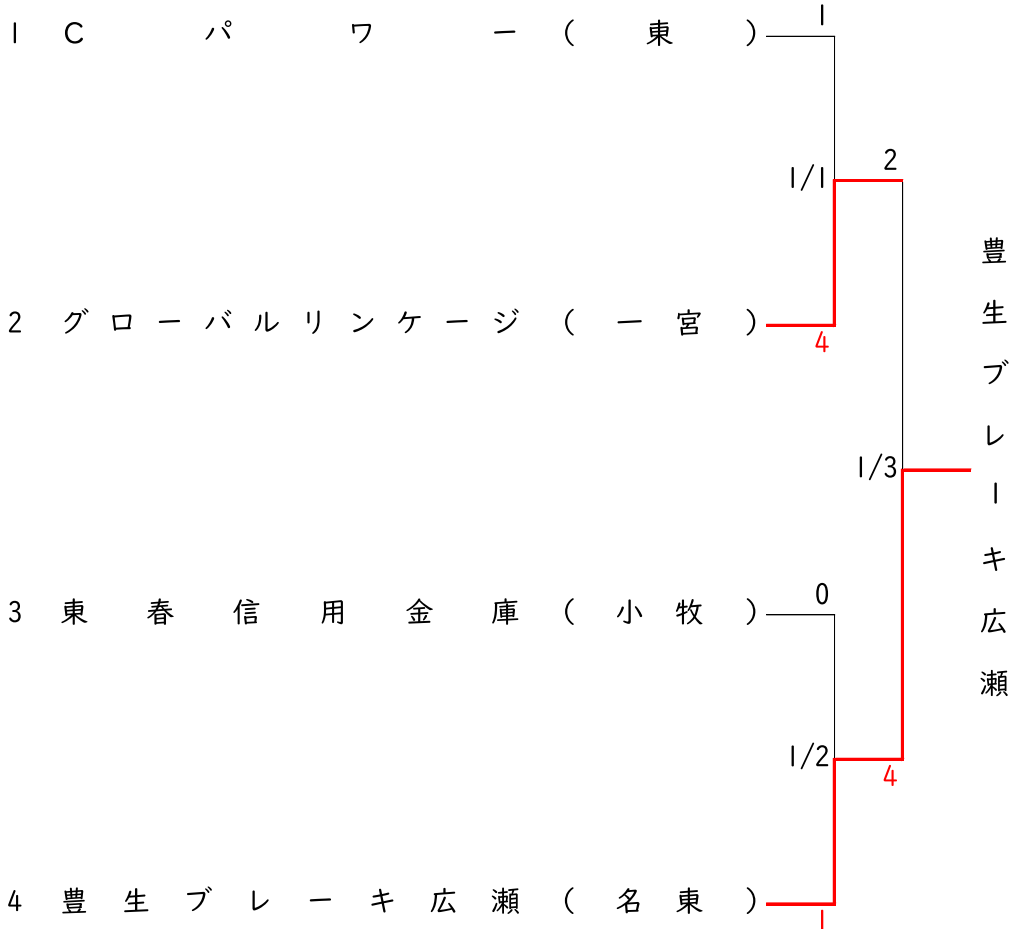 1
1 Cパワー(東)
1/1
2
2 グローバルリンケージ(一宮)
4
豊生ブレーキ広瀬
1/3
0
3 東春信用金庫(小牧)
1/2
4
4 豊生ブレーキ広瀬(名東)
1